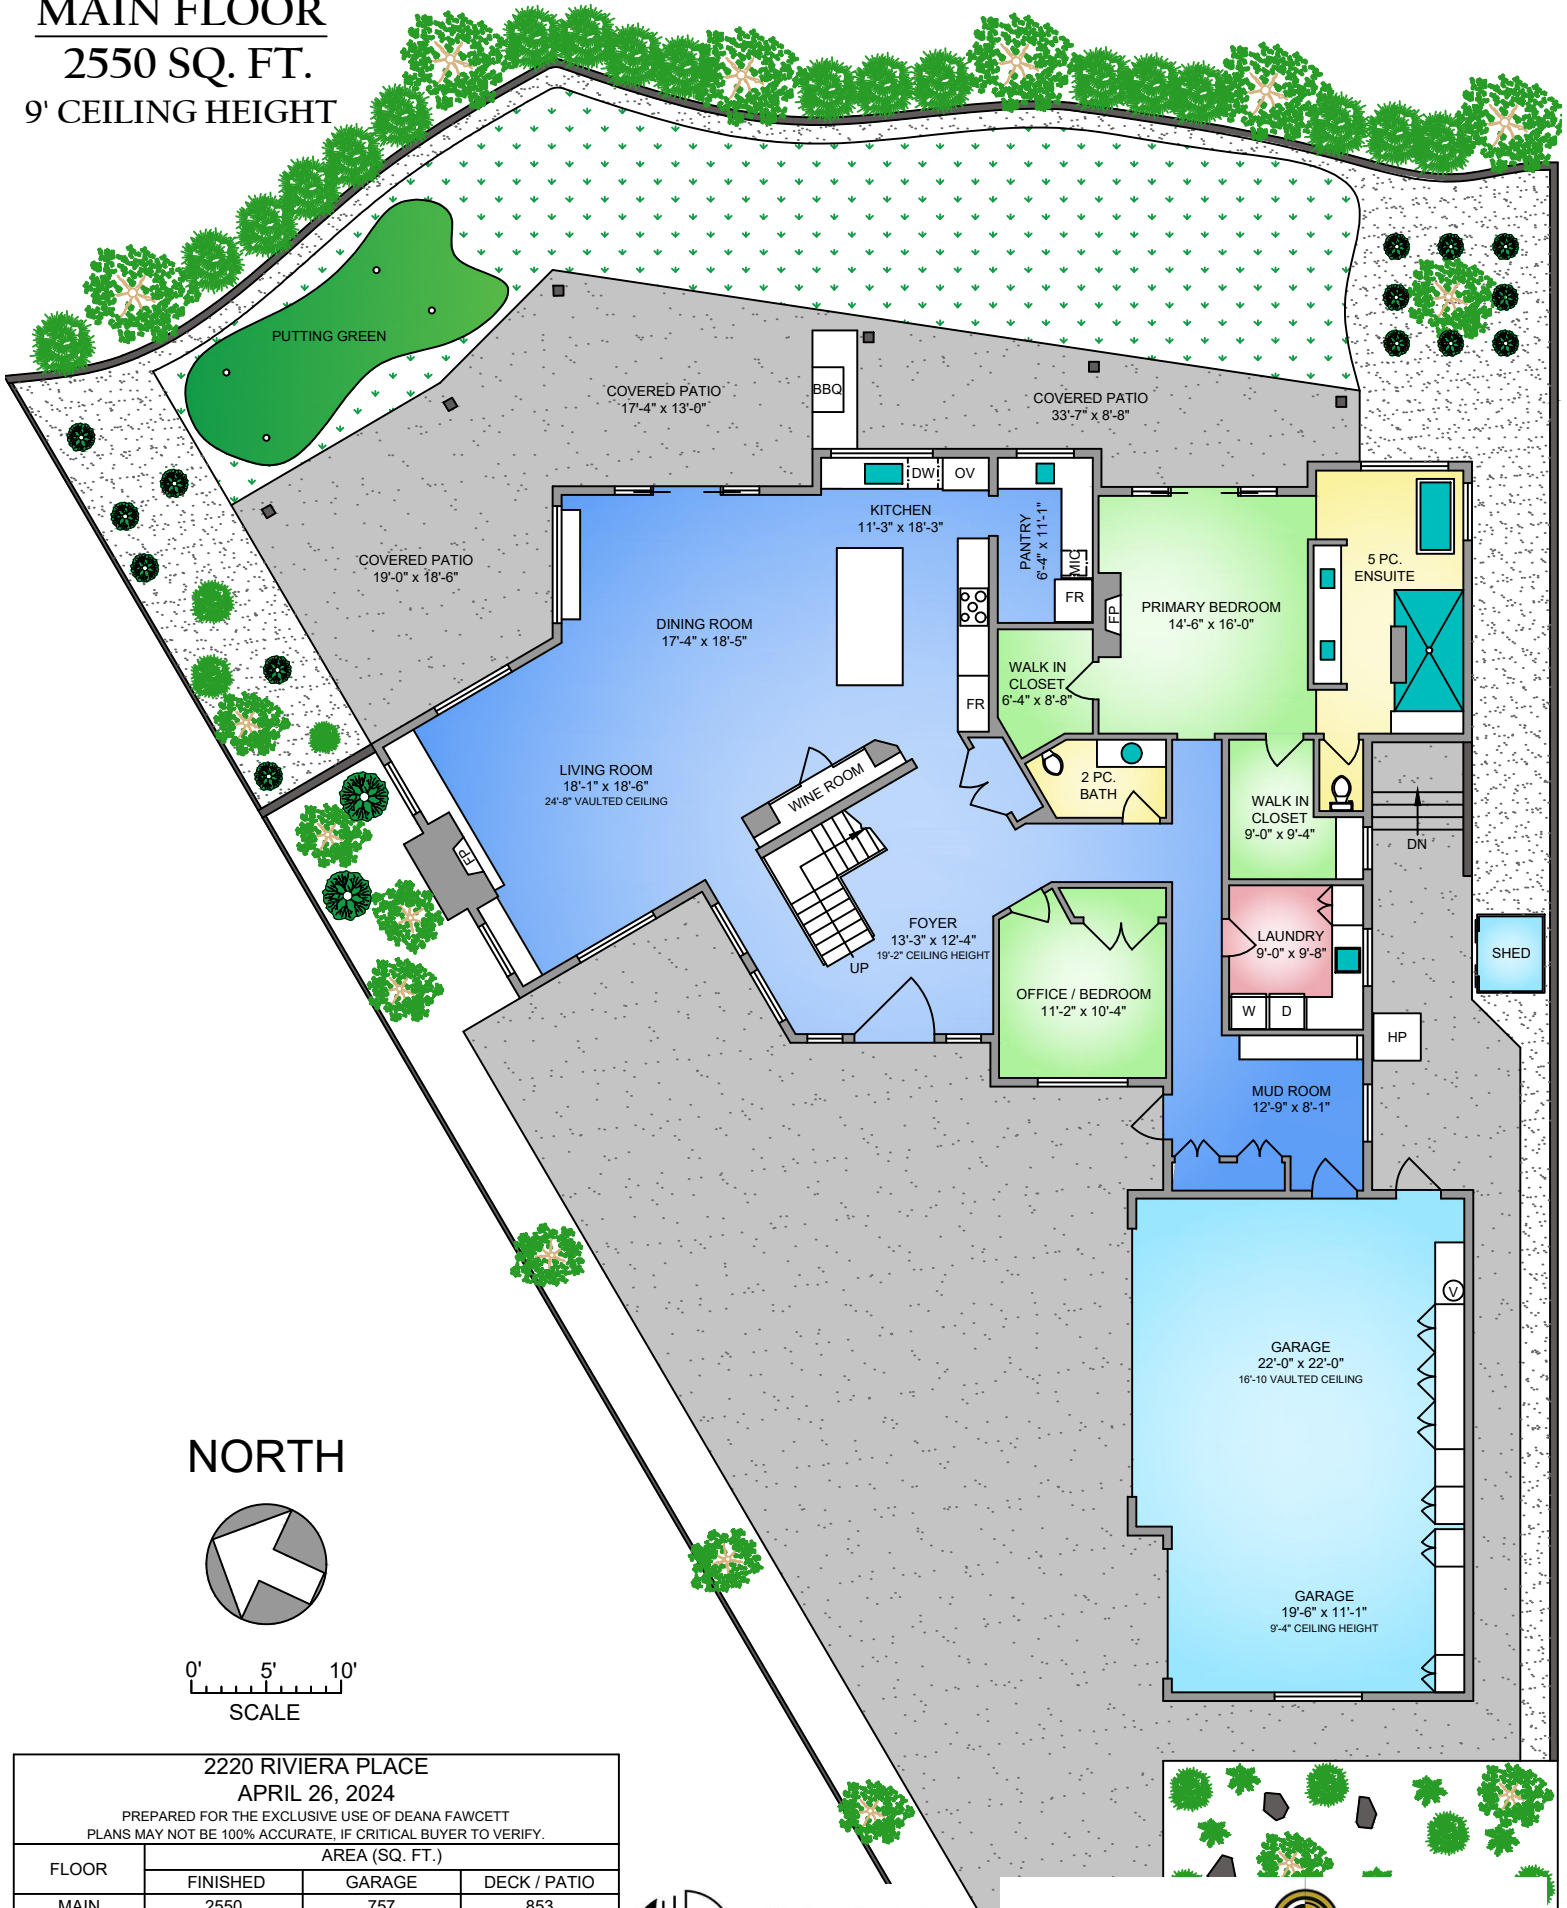 MAIN FLOOR
2550 SQ. FT.
9' CEILING HEIGHT
PUTTING GREEN
COVERED PATIO
17'-4" x 13'-0"
BBQ
COVERED PATIO
33'-7" x 8'-8"
DW
OV
KITCHEN
11'-3" x 18'-3"
PANTRY
6'-4" x 11'-1"
MIC
FR
COVERED PATIO
19'-0" x 18'-6"
5 PC.
ENSUITE
DINING ROOM
17'-4" x 18'-5"
FP
PRIMARY BEDROOM
14'-6" x 16'-0"
WALK IN
CLOSET
6'-4" x 8'-8"
FR
LIVING ROOM
18'-1" x 18'-6"
24'-8" VAULTED CEILING
WINE ROOM
2 PC.
BATH
WALK IN
CLOSET
9'-0" x 9'-4"
DN
FP
FOYER
13'-3" x 12'-4"
19'-2" CEILING HEIGHT
UP
LAUNDRY
9'-0" x 9'-8"
SHED
OFFICE / BEDROOM
11'-2" x 10'-4"
W
D
HP
MUD ROOM
12'-9" x 8'-1"
V
GARAGE
22'-0" x 22'-0"
16'-10 VAULTED CEILING
GARAGE
19'-6" x 11'-1"
9'-4" CEILING HEIGHT
NORTH
0' 5' 10'
SCALE
2220 RIVIERA PLACE
APRIL 26, 2024
PREPARED FOR THE EXCLUSIVE USE OF DEANA FAWCETT
PLANS MAY NOT BE 100% ACCURATE, IF CRITICAL BUYER TO VERIFY.
FLOOR
AREA (SQ. FT.)
FINISHED GARAGE DECK / PATIO
MAIN 2550 757 853